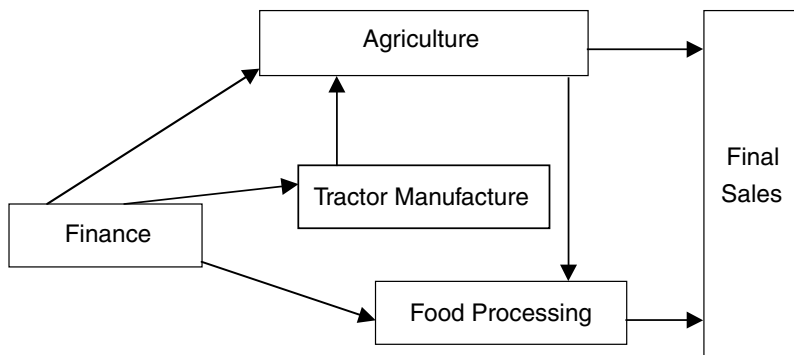 Agriculture
Final
Sales
Tractor Manufacture
Finance
Food Processing